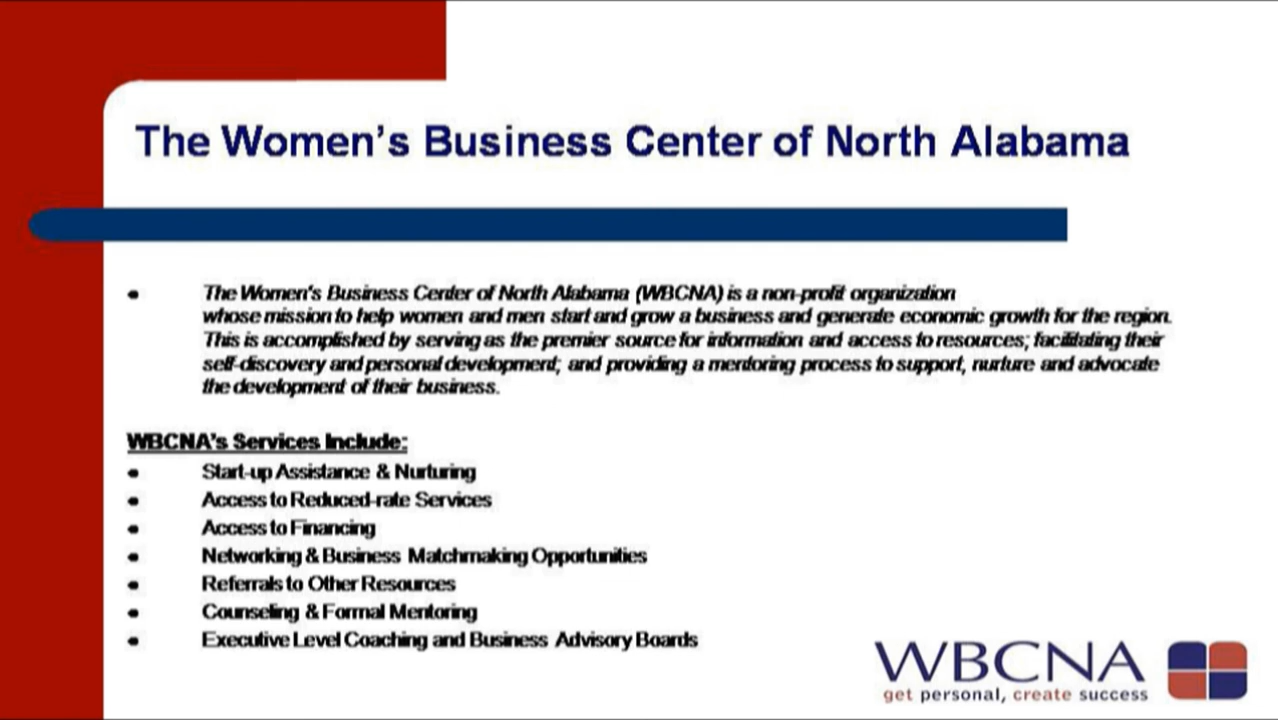 The Women's Business Center of North Alabama
• The Women's Business Center of North Alabama (WBCNA) is a non-profit organization
whose mission to help women and men start and grow a business and generate economic growth for the region.
This is accomplished by serving as the premier source for information and access to resources; facilitating their
self-discovery and personal development; and providing a mentoring process to support, nurture and advocate
the development of their business.
WBCNA's Services Include:
• Start-up Assistance & Nurturing
• Access to Reduced-rate Services
• Access to Financing
• Networking & Business Matchmaking Opportunities
• Referrals to Other Resources
• Counseling & Formal Mentoring
• Executive Level Coaching and Business Advisory Boards
WBCNA
get personal, create success